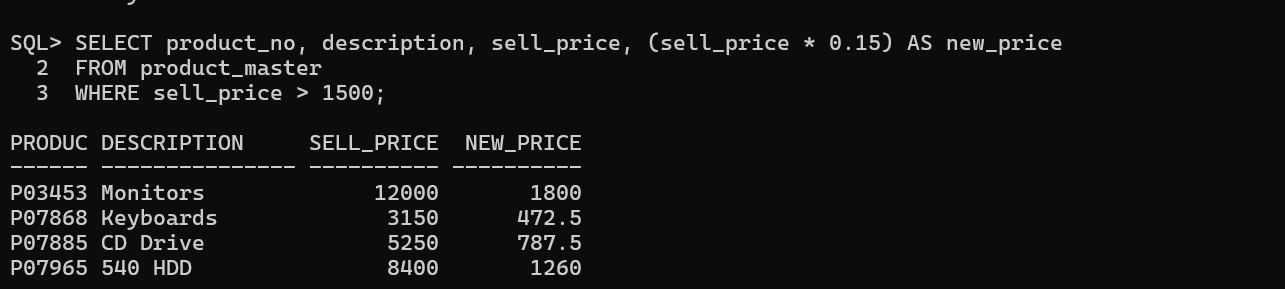 SQL> SELECT product_no, description, sell_price, (sell_price * 0.15) AS new_price
  2  FROM product_master
  3  WHERE sell_price > 1500;

PRODUC DESCRIPTION     SELL_PRICE  NEW_PRICE
------ --------------- ---------- ----------
P03453 Monitors             12000       1800
P07868 Keyboards             3150      472.5
P07885 CD Drive              5250      787.5
P07965 540 HDD               8400       1260